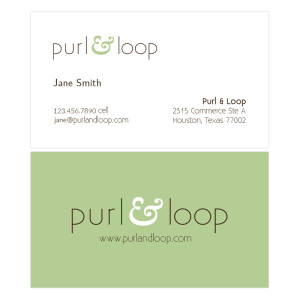 purl & loop
Jane Smith
123.456.7890 cell
jane@purlandloop.com
Purl & Loop
2315 Commerce Ste A
Houston, Texas 77002
purl & loop
www.purlandloop.com